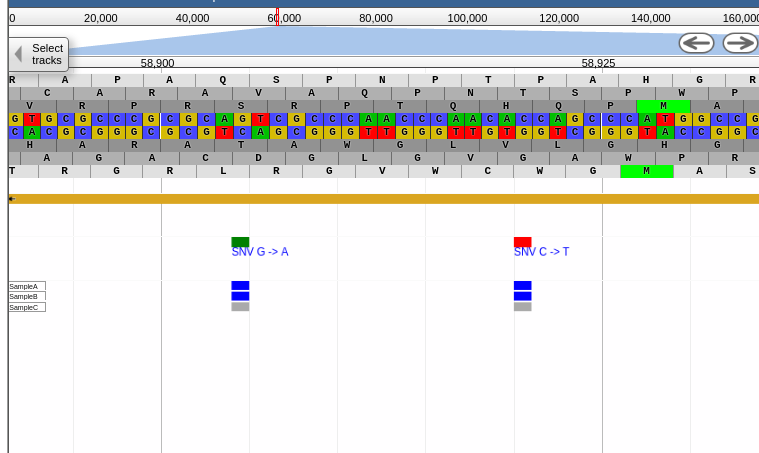 0 20,000 40,000 60,000 80,000 100,000 120,000 140,000 160,000
Select
tracks
58,900 58,925
R A P A Q S P N P T P A H G R
C A R A V A Q P N T S P W P
V R P R S R P T Q H Q P M A
G T G C G C C C G C G C A G T C G C C C A A C C C A A C A C C A G C C C A T G G C C G
C A C G C G G G C G C G T C A G C G G G T T G G G T T G T G G T C G G G T A C C G G C
H A R A T A W G L V L G H G
A G A C D G L G V G A W P R
T R G R L R G V W C W G M A S
SNV G -> A SNV C -> T
SampleA
SampleB
SampleC